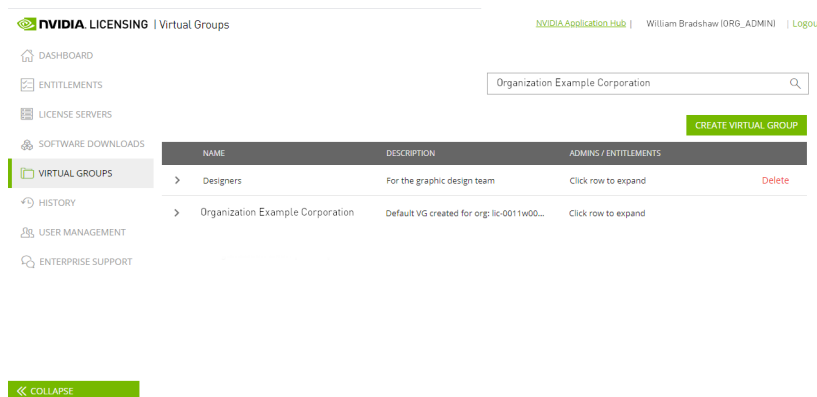 NVIDIA. LICENSING | Virtual Groups
NVIDIA Application Hub | William Bradshaw (ORG_ADMIN) | Logou
DASHBOARD
ENTITLEMENTS
Organization Example Corporation
LICENSE SERVERS
CREATE VIRTUAL GROUP
SOFTWARE DOWNLOADS
NAME DESCRIPTION ADMINS / ENTITLEMENTS
VIRTUAL GROUPS
Designers For the graphic design team Click row to expand Delete
HISTORY
Organization Example Corporation Default VG created for org: lic-0011w00... Click row to expand
USER MANAGEMENT
ENTERPRISE SUPPORT
COLLAPSE